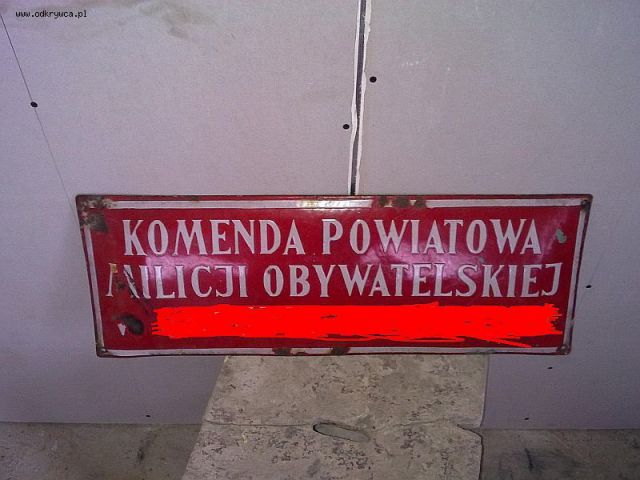 www.odkrywca.pl
KOMENDA POWIATOWA
MILICJI OBYWATELSKIEJ